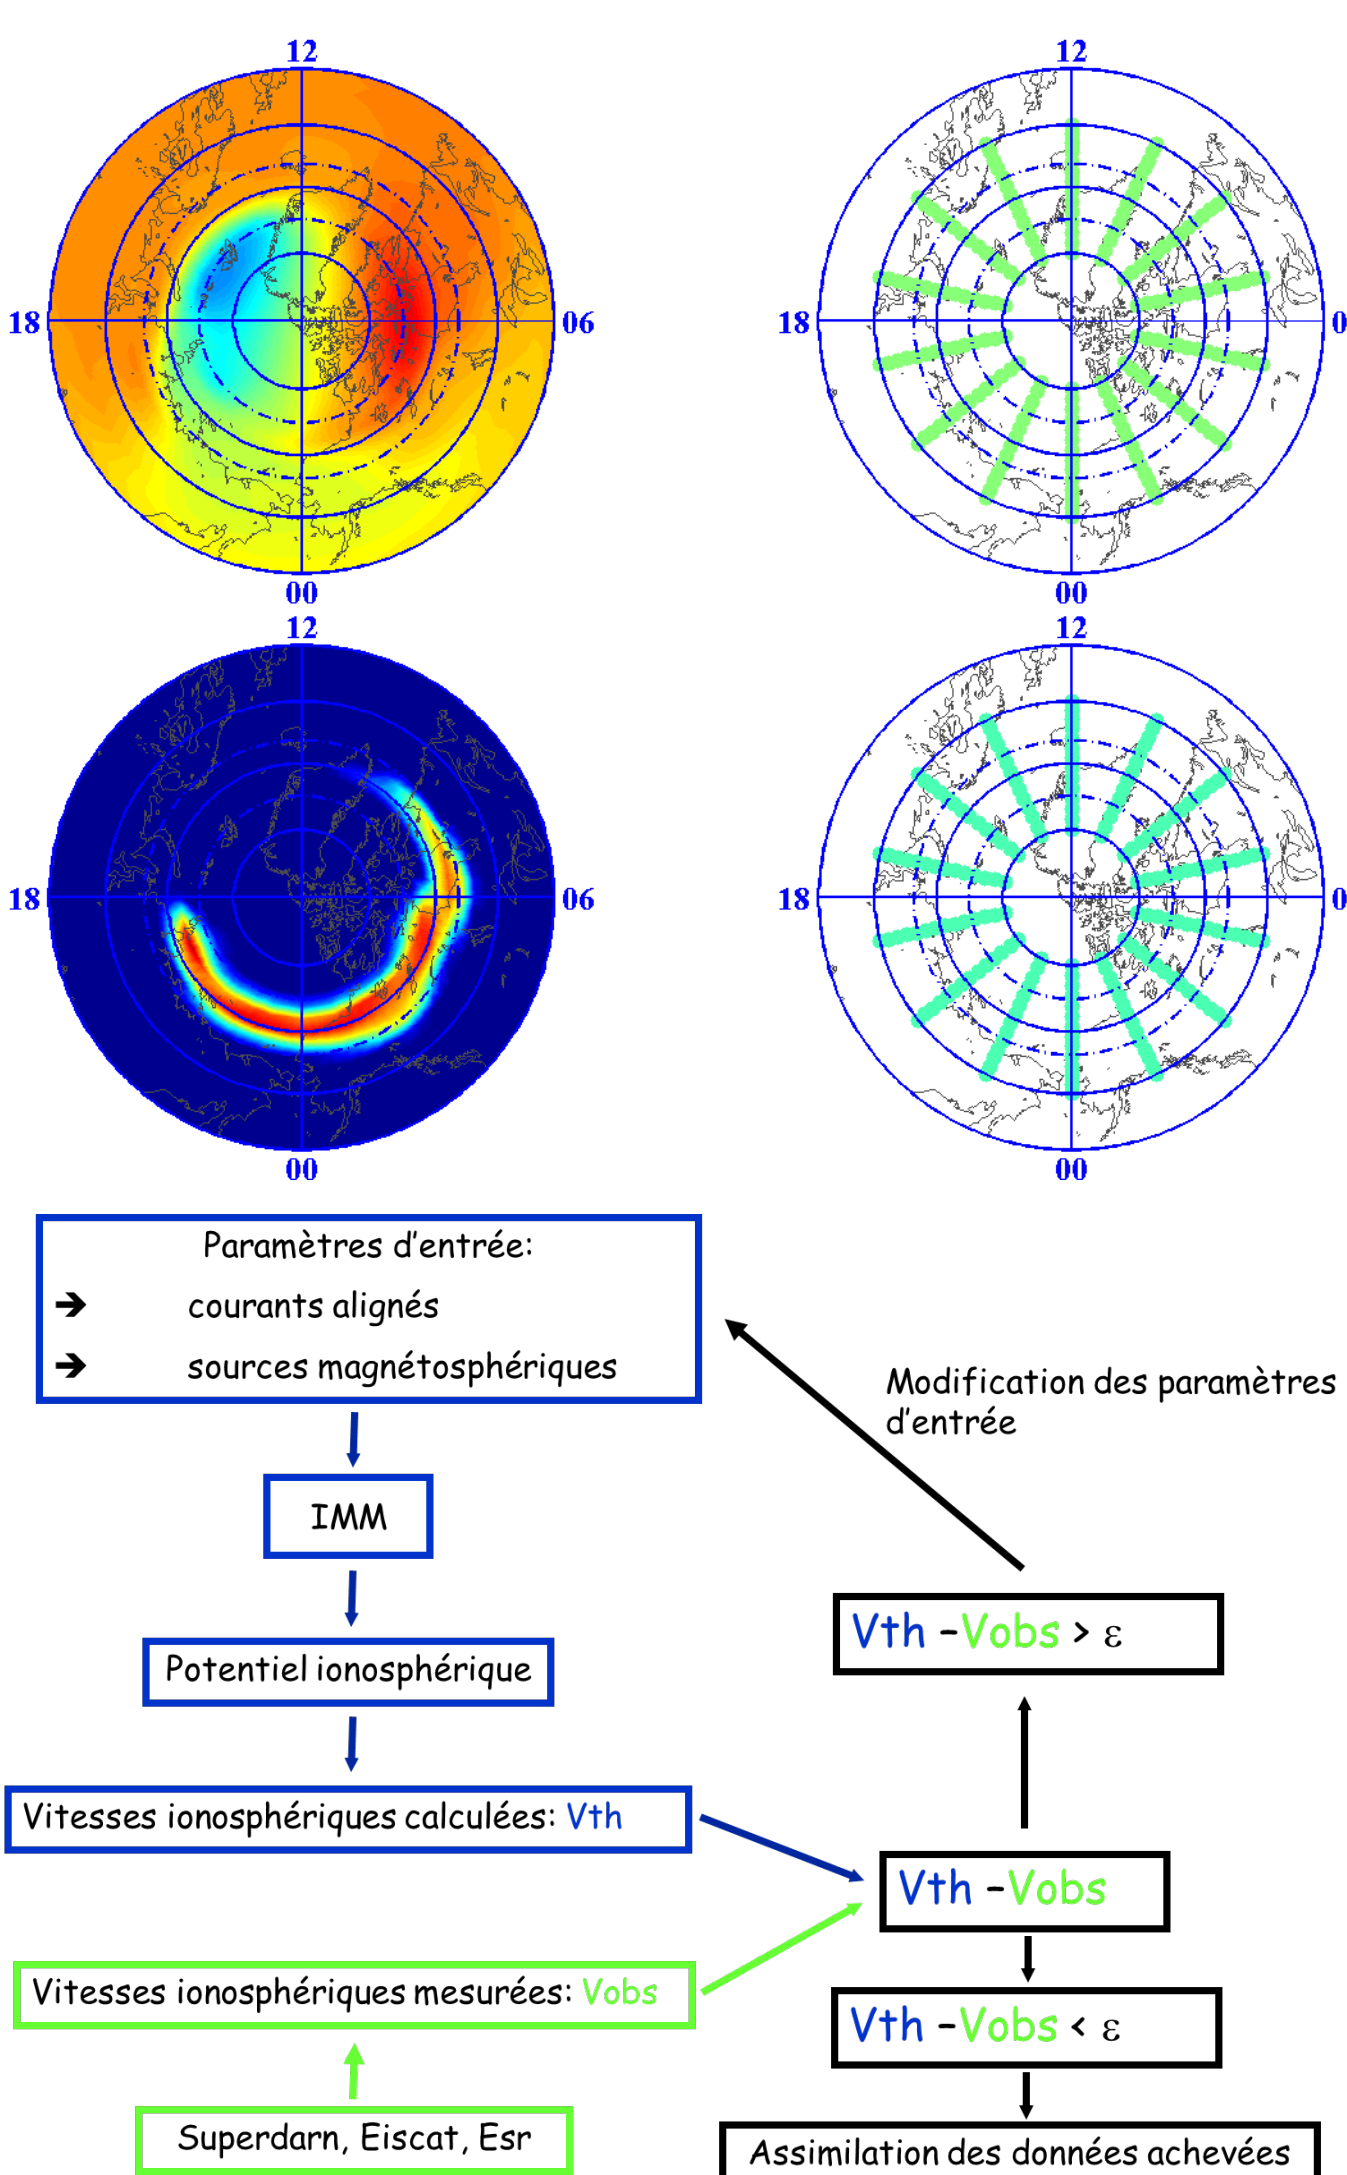 12
12
18
06
18
0
00
00
12
12
18
06
18
0
00
00
Paramètres d'entrée:
➔ courants alignés
➔ sources magnétosphériques
Modification des paramètres
d'entrée
IMM
Vth -Vobs > ε
Potentiel ionosphérique
Vitesses ionosphériques calculées: Vth
Vth -Vobs
Vitesses ionosphériques mesurées: Vobs
Vth -Vobs < ε
Superdarn, Eiscat, Esr
Assimilation des données achevées